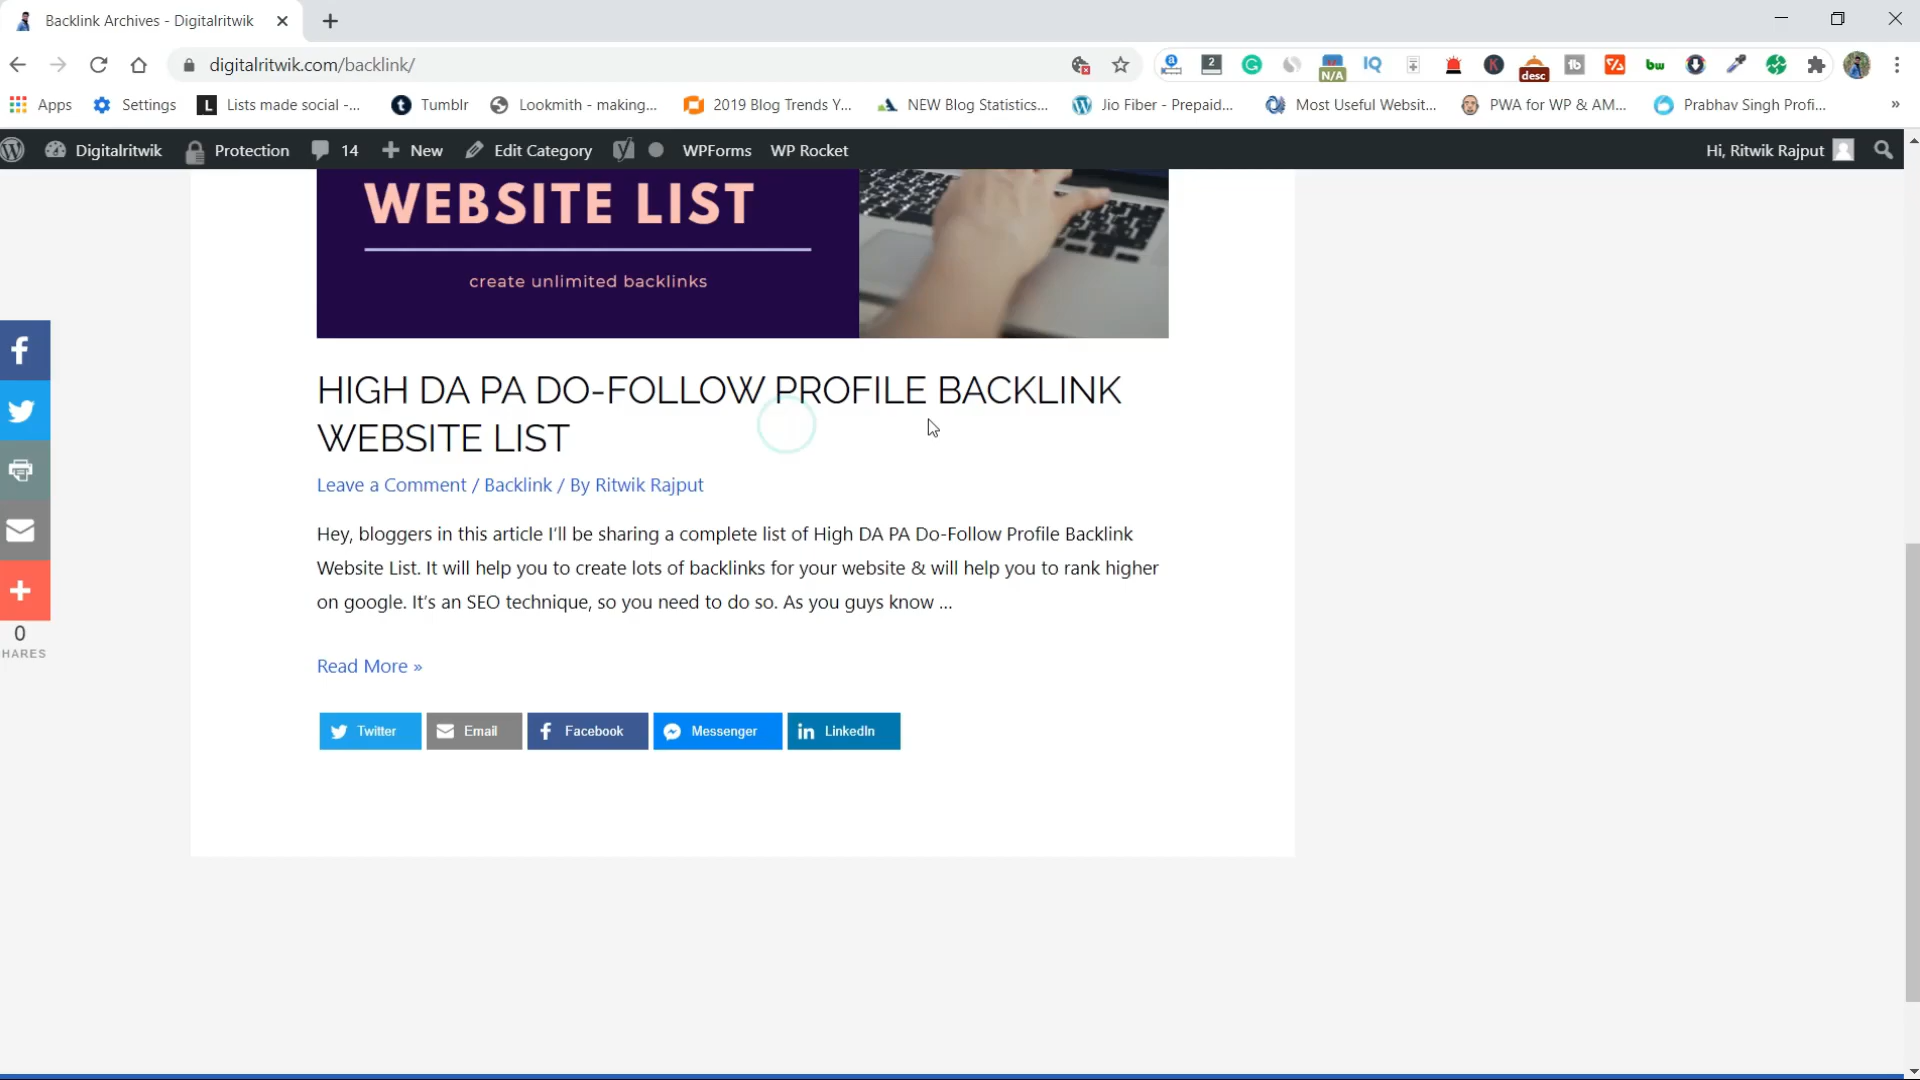 Backlink Archives - Digitalritwik
digitalritwik.com/backlink/
2
N/A
IQ
K
desc
tb
bw
Apps
Settings
L
Lists made social -...
t
Tumblr
Lookmith - making...
2019 Blog Trends Y...
NEW Blog Statistics...
Jio Fiber - Prepaid...
Most Useful Websit...
PWA for WP & AM...
Prabhav Singh Profi...
»
Digitalritwik
Protection
14
New
Edit Category
WPForms
WP Rocket
Hi, Ritwik Rajput
WEBSITE LIST
create unlimited backlinks
HIGH DA PA DO-FOLLOW PROFILE BACKLINK
WEBSITE LIST
Leave a Comment / Backlink / By Ritwik Rajput
Hey, bloggers in this article I'll be sharing a complete list of High DA PA Do-Follow Profile Backlink
Website List. It will help you to create lots of backlinks for your website & will help you to rank higher
on google. It's an SEO technique, so you need to do so. As you guys know ...
Read More »
Twitter
Email
Facebook
Messenger
LinkedIn
0
HARES